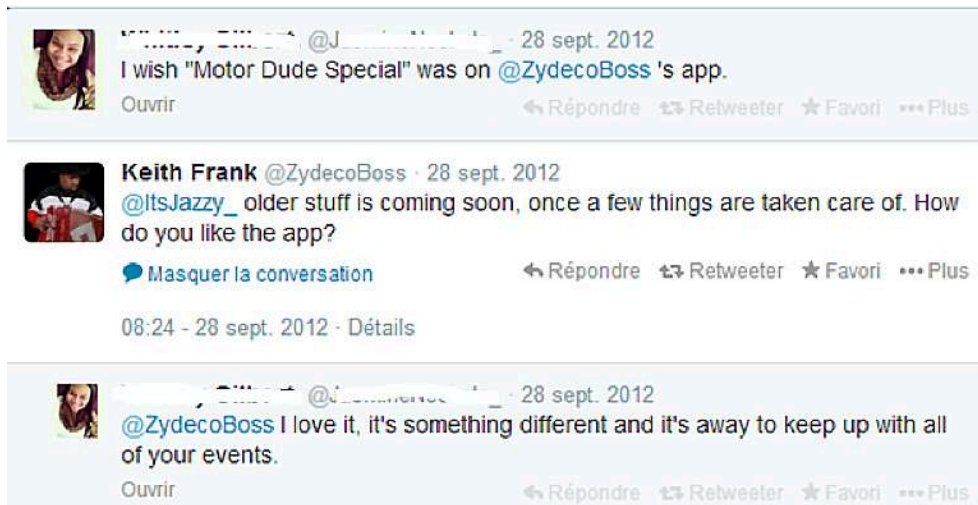 28 sept. 2012
I wish "Motor Dude Special" was on @ZydecoBoss 's app.
Ouvrir Répondre Retweeter Favori Plus
Keith Frank @ZydecoBoss · 28 sept. 2012
@ItsJazzy_ older stuff is coming soon, once a few things are taken care of. How
do you like the app?
Masquer la conversation Répondre Retweeter Favori Plus
08:24 - 28 sept. 2012 · Détails
28 sept. 2012
@ZydecoBoss I love it, it's something different and it's away to keep up with all
of your events.
Ouvrir Répondre Retweeter Favori Plus